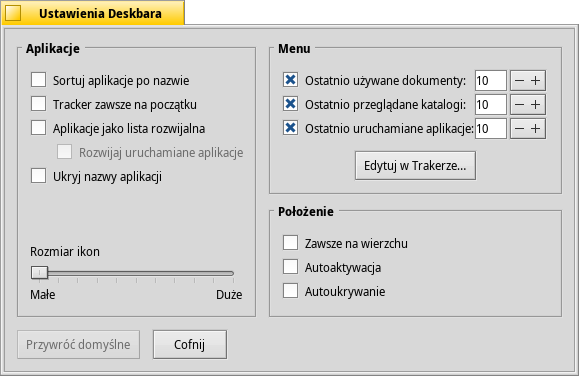 Ustawienia Deskbara
Aplikacje
Sortuj aplikacje po nazwie
Tracker zawsze na początku
Aplikacje jako lista rozwijalna
Rozwijaj uruchamiane aplikacje
Ukryj nazwy aplikacji
Rozmiar ikon
Małe Duże
Menu
Ostatnio używane dokumenty: 10
Ostatnio przeglądane katalogi: 10
Ostatnio uruchamiane aplikacje: 10
Edytuj w Trakerze...
Położenie
Zawsze na wierzchu
Autoaktywacja
Autoukrywanie
Przywróć domyślne Cofnij